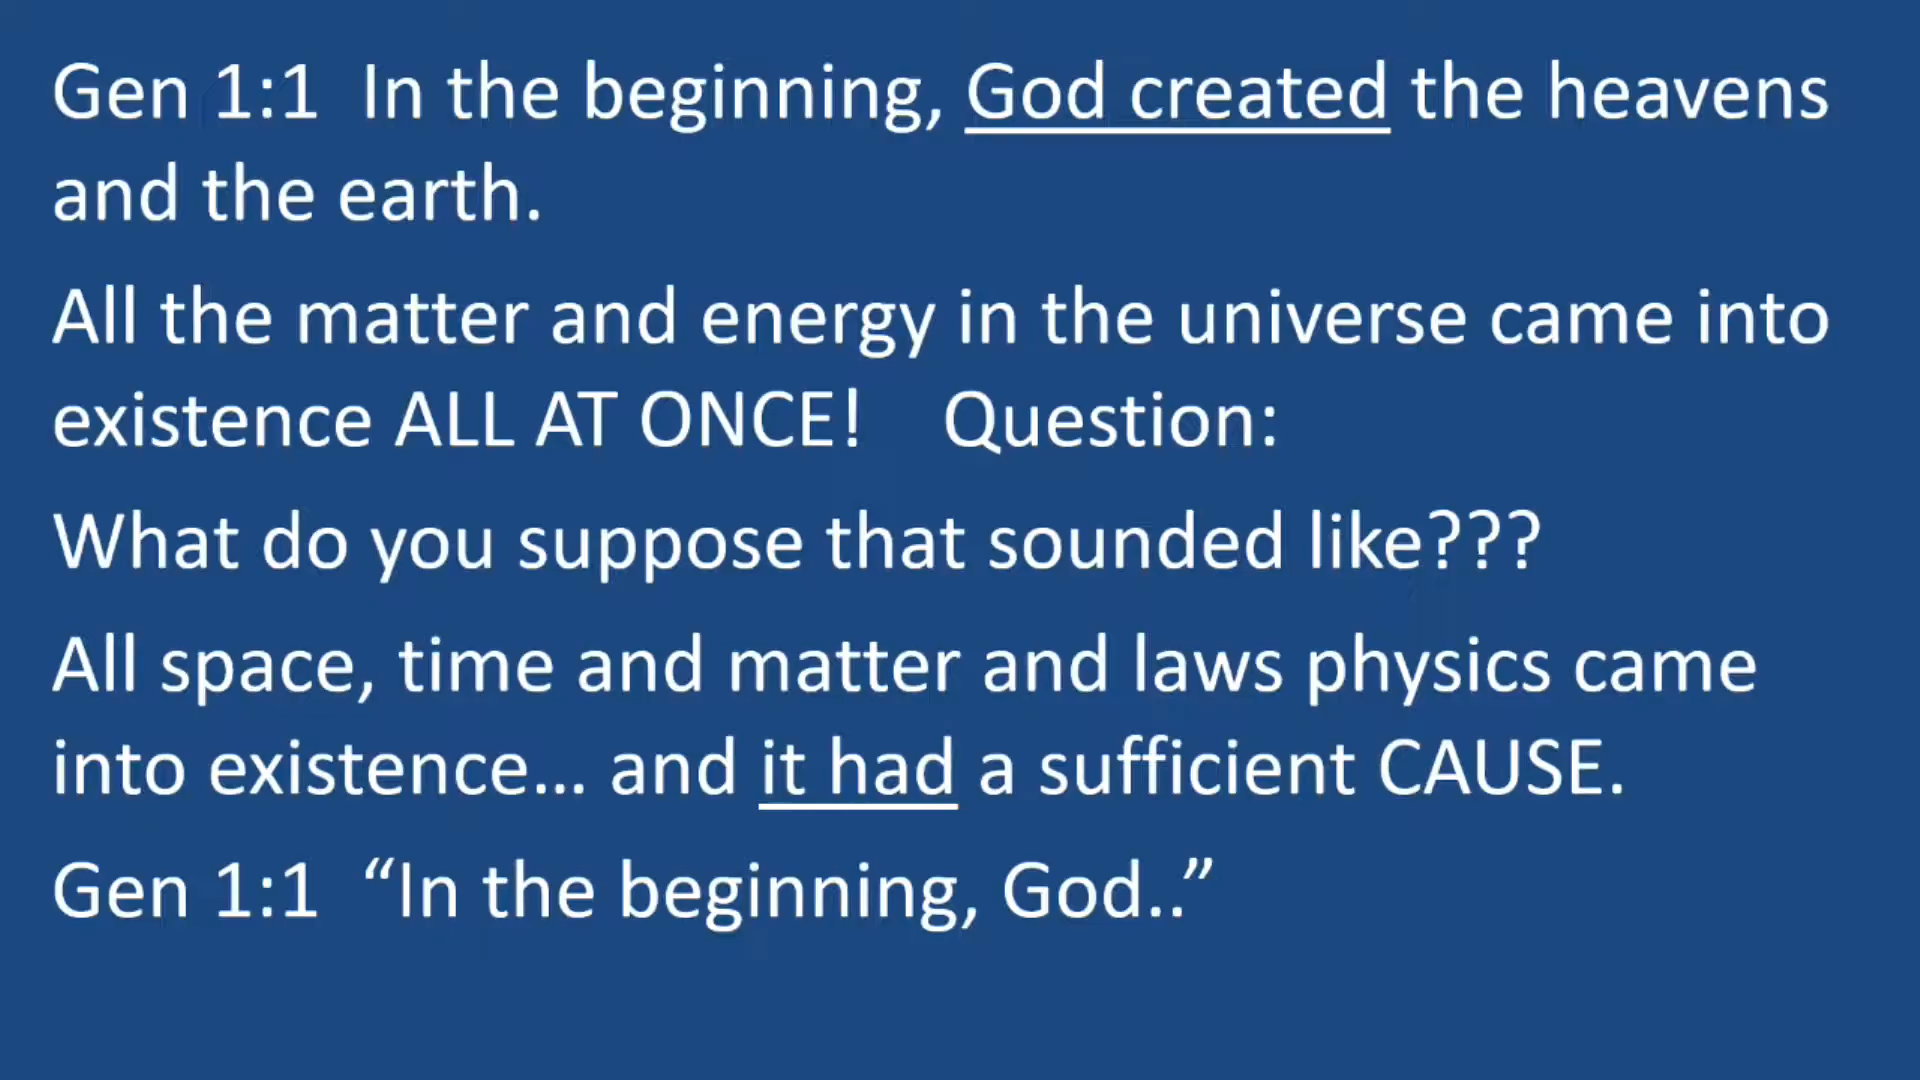 Gen 1:1  In the beginning, God created the heavens
and the earth.
All the matter and energy in the universe came into
existence ALL AT ONCE!    Question:
What do you suppose that sounded like???
All space, time and matter and laws physics came
into existence... and it had a sufficient CAUSE.
Gen 1:1  “In the beginning, God..”